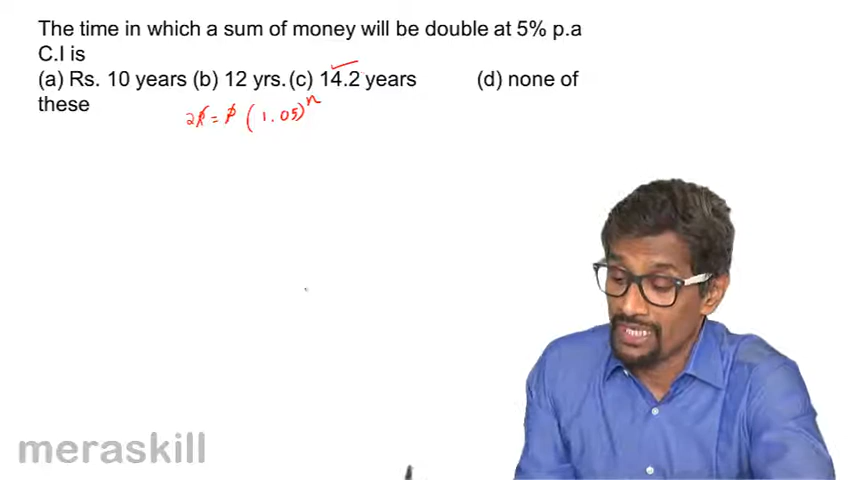 The time in which a sum of money will be double at 5% p.a
C.I is
(a) Rs. 10 years (b) 12 yrs. (c) 14.2 years (d) none of
these
2P = P (1.05)^n
meraskill